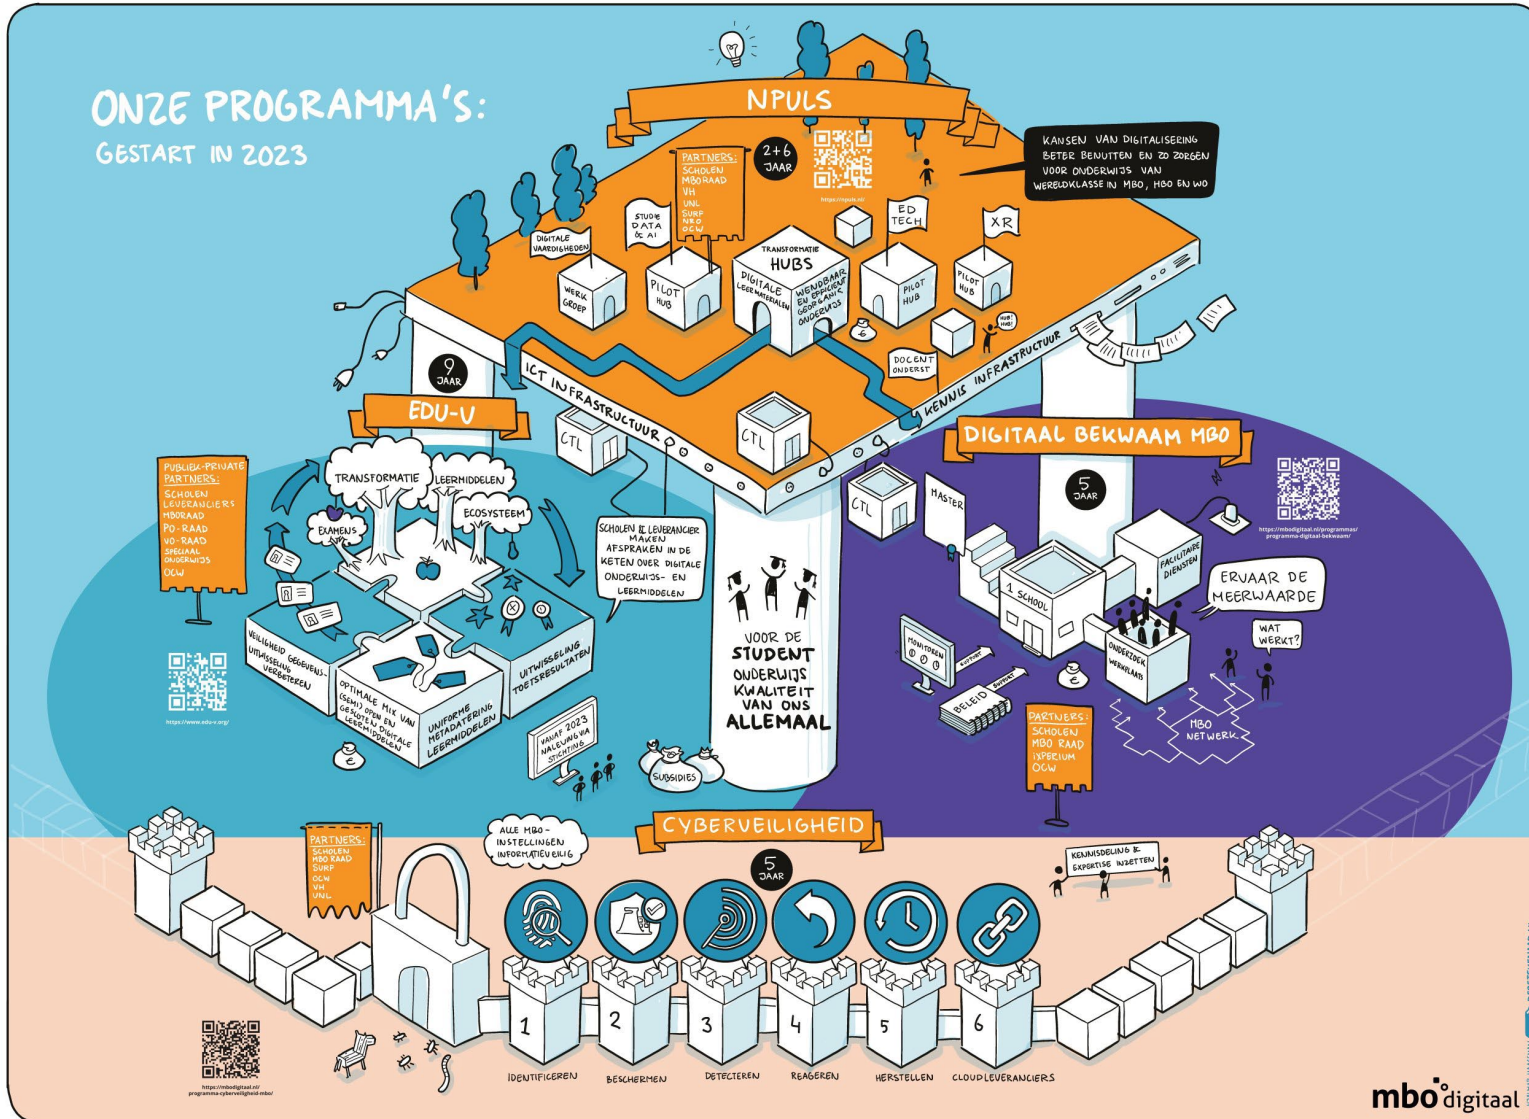 ONZE PROGRAMMA'S:
GESTART IN 2023
NPULS
2+6
JAAR
https://npuls.nl/
PARTNERS:
SCHOLEN
MBO RAAD
VH
UNL
SURF
NRO
OCW
KANSEN VAN DIGITALISERING
BETER BENUTTEN EN ZO ZORGEN
VOOR ONDERWIJS VAN
WERELDKLASSE IN MBO, HBO EN WO
DIGITALE
VAARDIGHEDEN
WERK
GROEP
STUDIE
DATA
& AI
PILOT
HUB
TRANSFORMATIE
HUBS
DIGITALE
LEERMATERIALEN
WENDBAAR
EN EFFICIËNT
GEORGANIS.
ONDERWIJS
ED
TECH
PILOT
HUB
XR
PILOT
HUB
€
HUB!
HUB!
DOCENT
ONDERST
ICT INFRASTRUCTUUR
KENNIS INFRASTRUCTUUR
CTL
CTL
CTL
9
JAAR
EDU-V
PUBLIEK-PRIVATE
PARTNERS:
SCHOLEN
LEVERANCIERS
MBORAAD
PO-RAAD
VO-RAAD
SPECIAAL
ONDERWIJS
OCW
https://www.edu-v.org/
TRANSFORMATIE
LEERMIDDELEN
ECOSYSTEEM
EXAMENS
VEILIGHEID GEGEVENS-
UITWISSELING
VERBETEREN
OPTIMALE MIX VAN
(SEMI) OPEN EN
GESLOTEN DIGITALE
LEERMIDDELEN
UNIFORME
METADATERING
LEERMIDDELEN
UITWISSELING
TOETSRESULTATEN
€
SCHOLEN & LEVERANCIER
MAKEN
AFSPRAKEN IN DE
KETEN OVER DIGITALE
ONDERWIJS- EN
LEERMIDDELEN
VANAF 2023
NALEVING VIA
STICHTING
SUBSIDIES
VOOR DE
STUDENT
ONDERWIJS
KWALITEIT
VAN ONS
ALLEMAAL
DIGITAAL BEKWAAM MBO
5
JAAR
https://mbodigitaal.nl/programmas/
programma-digitaal-bekwaam/
MASTER
1 SCHOOL
FACILITAIRE
DIENSTEN
ERVAAR DE
MEERWAARDE
WAT
WERKT?
ONDERZOEK
WERKPLAATS
MONITOREN
SUPPORT
BELEID
SUPPORT
€
MBO
NETWERK
PARTNERS:
SCHOLEN
MBO RAAD
IXPERIUM
OCW
CYBERVEILIGHEID
5
JAAR
ALLE MBO-
INSTELLINGEN
INFORMATIEVEILIG
PARTNERS:
SCHOLEN
MBO RAAD
SURF
OCW
VH
UNL
KENNISDELING &
EXPERTISE INZETTEN
1
2
3
4
5
6
IDENTIFICEREN
BESCHERMEN
DETECTEREN
REAGEREN
HERSTELLEN
CLOUDLEVERANCIERS
https://mbodigitaal.nl/
programma-cyberveiligheid-mbo/
mbo digitaal